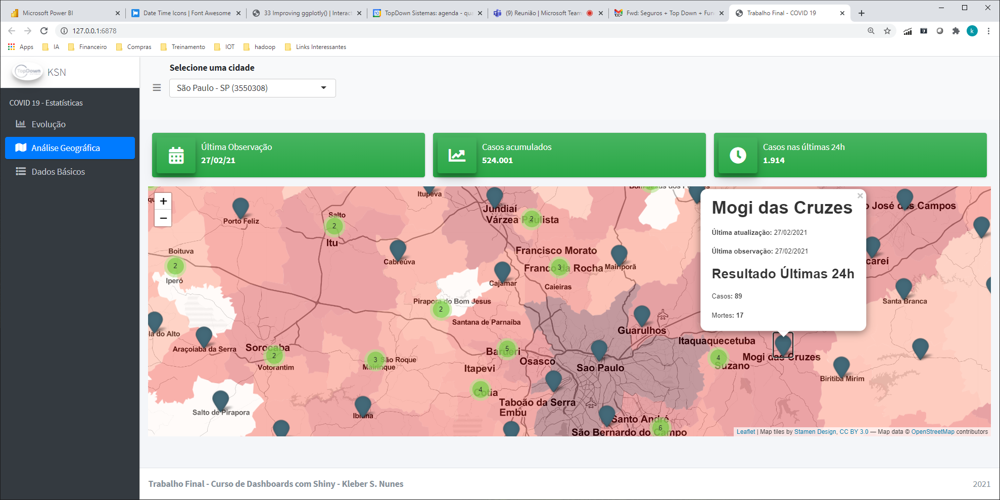 Microsoft Power BI
Date Time Icons | Font Awesome
33 Improving ggplotly() | Interact
TopDown Sistemas: agenda - qua
(9) Reunião | Microsoft Team
Fwd: Seguros + Top Down + Fun
Trabalho Final - COVID 19
127.0.0.1:6878
k
Apps
IA
Financeiro
Compras
Treinamento
IOT
hadoop
Links Interessantes
TopDown
KSN
Selecione uma cidade
São Paulo - SP (3550308)
COVID 19 - Estatísticas
Evolução
Análise Geográfica
Dados Básicos
Última Observação
27/02/21
Casos acumulados
524.001
Casos nas últimas 24h
1.914
+
−
Itupeva
Porto Feliz
Salto
2
Itu
Jundiaí
Várzea Paulista
2
José dos Campos
Boituva
2
Iperó
Cabreúva
Francisco Morato
Franco da Rocha
3
Mairiporã
Cajamar
Caieiras
careí
Pirapora do Bom Jesus
2
Santana de Parnaíba
Santa Branca
la do Alto
Araçoiaba da Serra
Sorocaba
2
Votorantim
3
São Roque
Mairinque
Barueri
5
Osasco
Itapevi
Guarulhos
Itaquaquecetuba
Sao Paulo
4
Suzano
Mogi das Cruzes
Biritiba Mirim
4
Cotia
Taboão da Serra
Embu
Salto de Pirapora
Ibiúna
Santo André
6
São Bernardo do Campo
Mogi das Cruzes
×
Última atualização: 27/02/2021
Última observação: 27/02/2021
Resultado Últimas 24h
Casos: 89
Mortes: 17
Leaflet | Map tiles by Stamen Design, CC BY 3.0 — Map data © OpenStreetMap contributors
Trabalho Final - Curso de Dashboards com Shiny - Kleber S. Nunes
2021